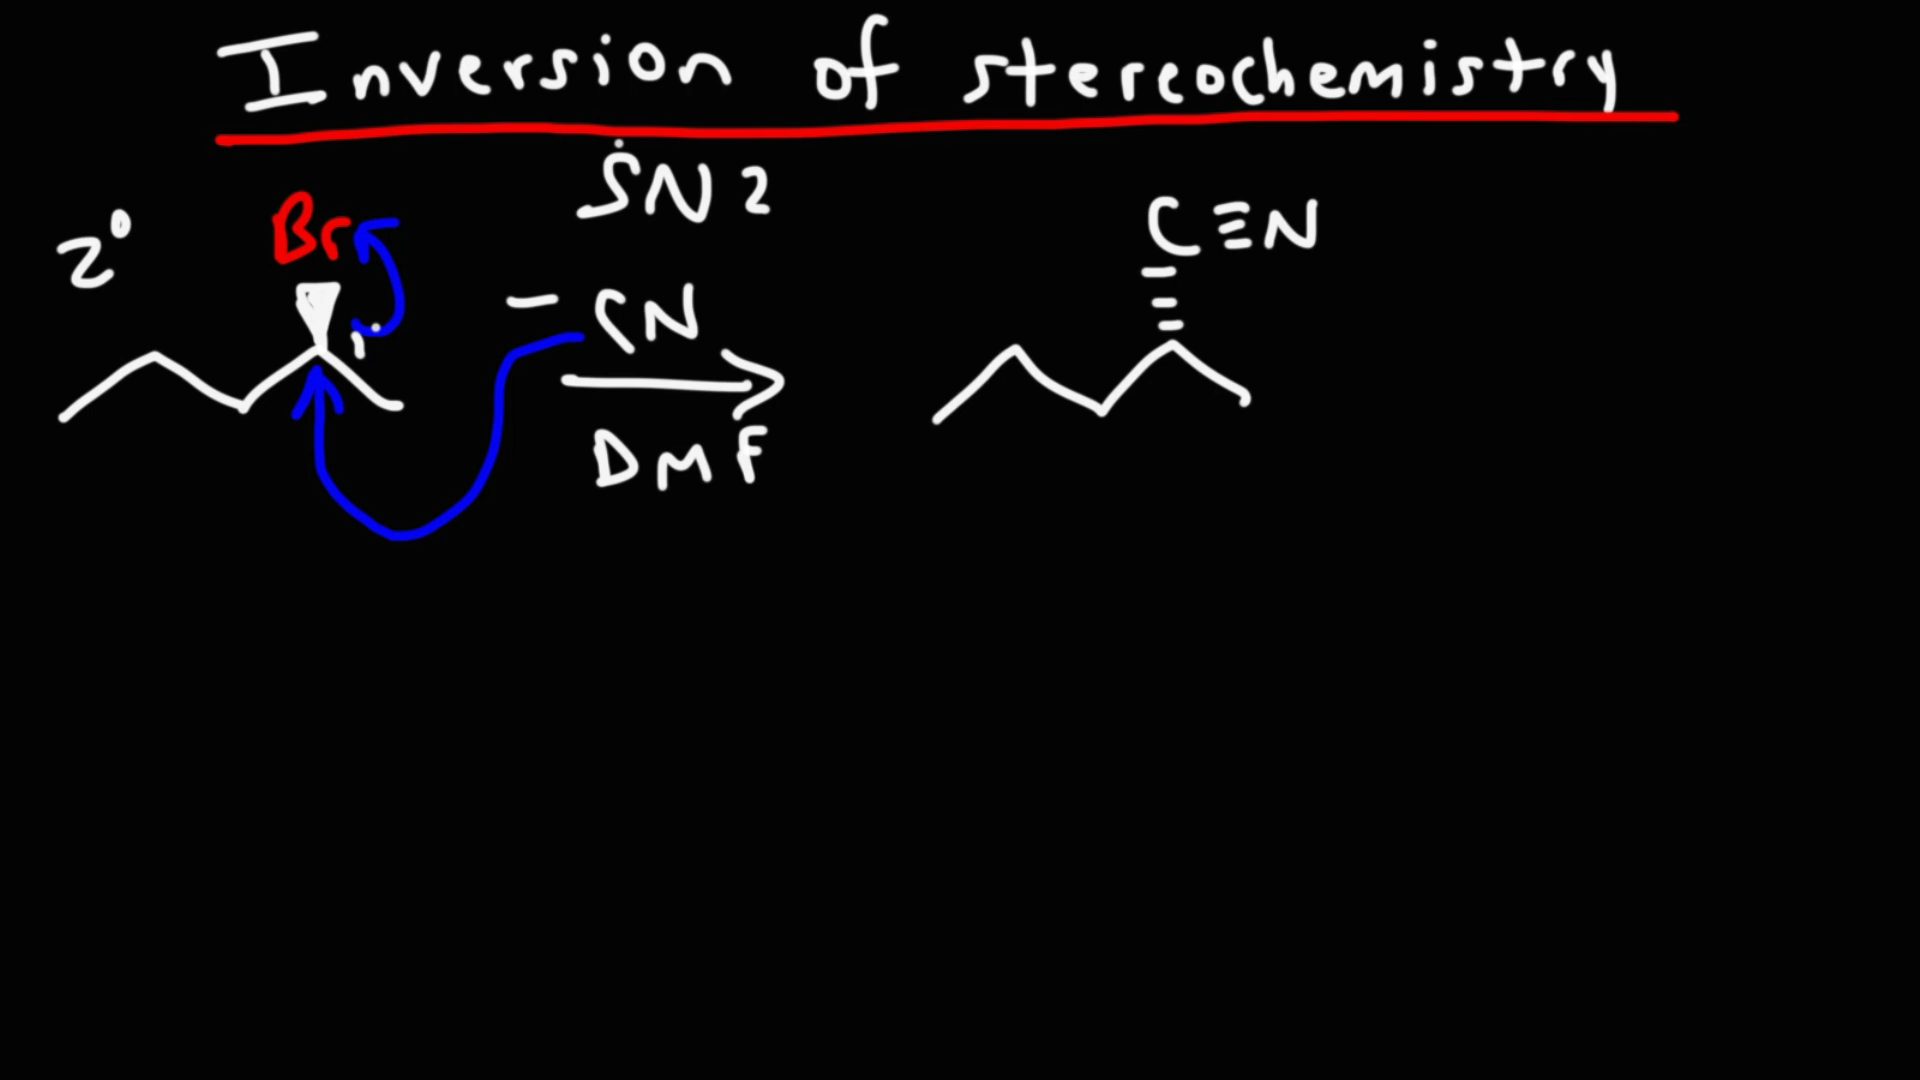 Inversion of stereochemistry
SN2
2°
Br
C≡N
- CN
DMF